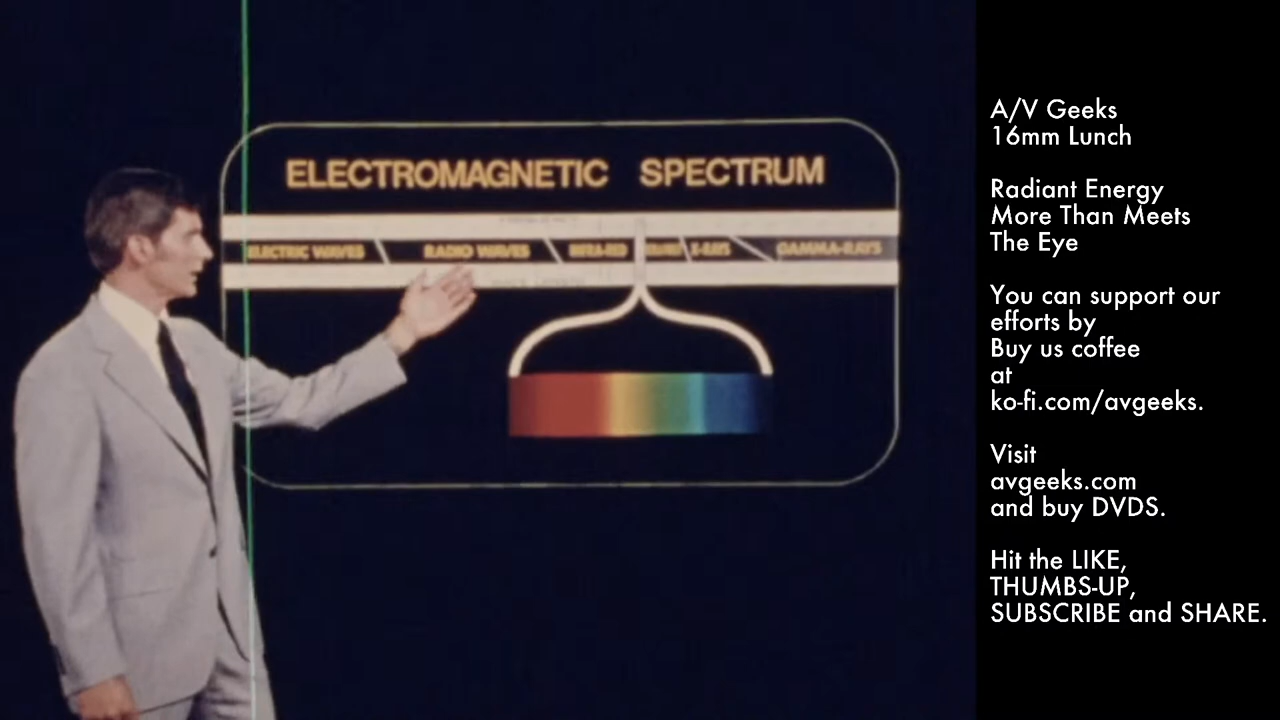 ELECTROMAGNETIC SPECTRUM
ELECTRIC WAVES RADIO WAVES INFRA-RED X-RAYS GAMMA-RAYS
A/V Geeks
16mm Lunch
Radiant Energy
More Than Meets
The Eye
You can support our
efforts by
Buy us coffee
at
ko-fi.com/avgeeks.
Visit
avgeeks.com
and buy DVDS.
Hit the LIKE,
THUMBS-UP,
SUBSCRIBE and SHARE.